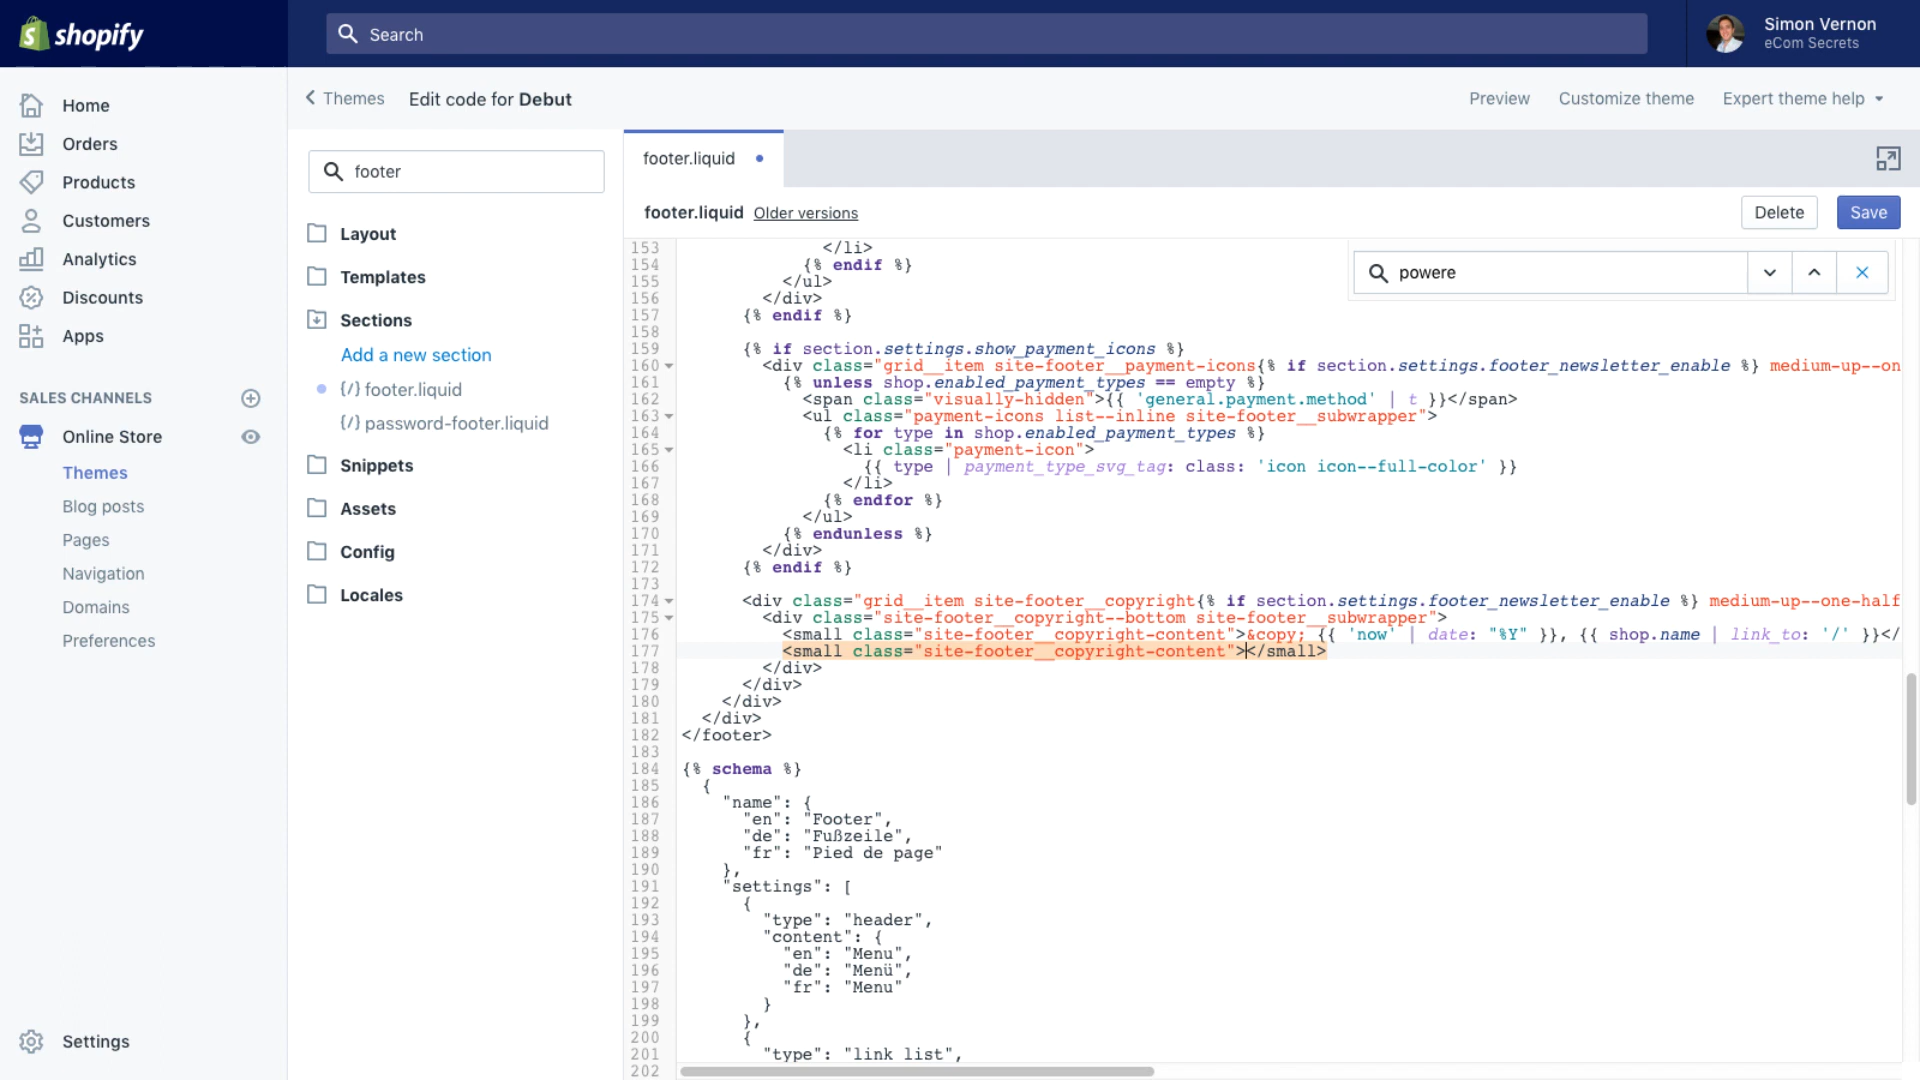 shopify
Search
Simon Vernon
eCom Secrets
Home
Orders
Products
Customers
Analytics
Discounts
Apps
SALES CHANNELS
Online Store
Themes
Blog posts
Pages
Navigation
Domains
Preferences
Settings
Themes
Edit code for Debut
Preview
Customize theme
Expert theme help
footer
Layout
Templates
Sections
Add a new section
{/} footer.liquid
{/} password-footer.liquid
Snippets
Assets
Config
Locales
footer.liquid
footer.liquid Older versions
Delete
Save
powere
153 </li>
154 {% endif %}
155 </ul>
156 </div>
157 {% endif %}
158
159 {% if section.settings.show_payment_icons %}
160 <div class="grid__item site-footer__payment-icons{% if section.settings.footer_newsletter_enable %} medium-up--on
161 {% unless shop.enabled_payment_types == empty %}
162 <span class="visually-hidden">{{ 'general.payment.method' | t }}</span>
163 <ul class="payment-icons list--inline site-footer__subwrapper">
164 {% for type in shop.enabled_payment_types %}
165 <li class="payment-icon">
166 {{ type | payment_type_svg_tag: class: 'icon icon--full-color' }}
167 </li>
168 {% endfor %}
169 </ul>
170 {% endunless %}
171 </div>
172 {% endif %}
173
174 <div class="grid__item site-footer__copyright{% if section.settings.footer_newsletter_enable %} medium-up--one-half
175 <div class="site-footer__copyright--bottom site-footer__subwrapper">
176 <small class="site-footer__copyright-content">&copy; {{ 'now' | date: "%Y" }}, {{ shop.name | link_to: '/' }}</
177 <small class="site-footer__copyright-content"></small>
178 </div>
179 </div>
180 </div>
181 </div>
182 </footer>
183
184 {% schema %}
185 {
186 "name": {
187 "en": "Footer",
188 "de": "Fußzeile",
189 "fr": "Pied de page"
190 },
191 "settings": [
192 {
193 "type": "header",
194 "content": {
195 "en": "Menu",
196 "de": "Menü",
197 "fr": "Menu"
198 }
199 },
200 {
201 "type": "link_list",
202